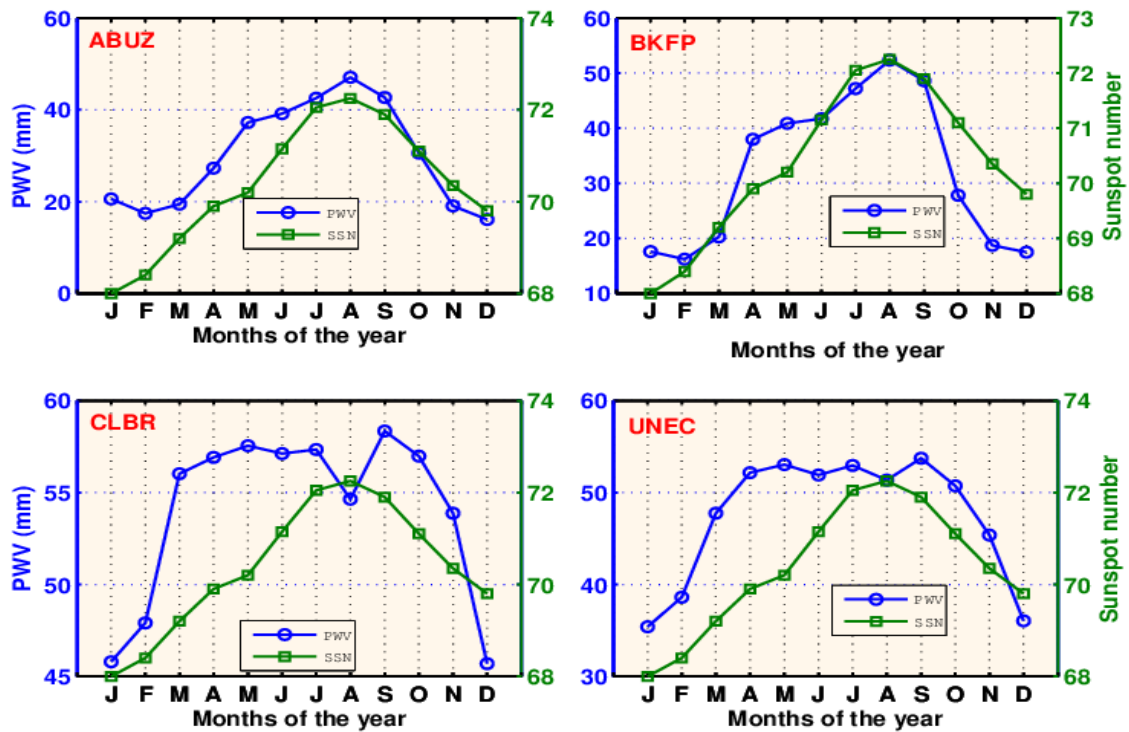 ABUZ
PWV (mm)
60
40
20
0
74
72
70
68
PWV
SSN
J F M A M J J A S O N D
Months of the year
BKFP
60
50
40
30
20
10
73
72
71
70
69
68
Sunspot number
PWV
SSN
J F M A M J J A S O N D
Months of the year
CLBR
PWV (mm)
60
55
50
45
74
72
70
68
PWV
SSN
J F M A M J J A S O N D
Months of the year
UNEC
60
50
40
30
74
72
70
68
Sunspot number
PWV
SSN
J F M A M J J A S O N D
Months of the year